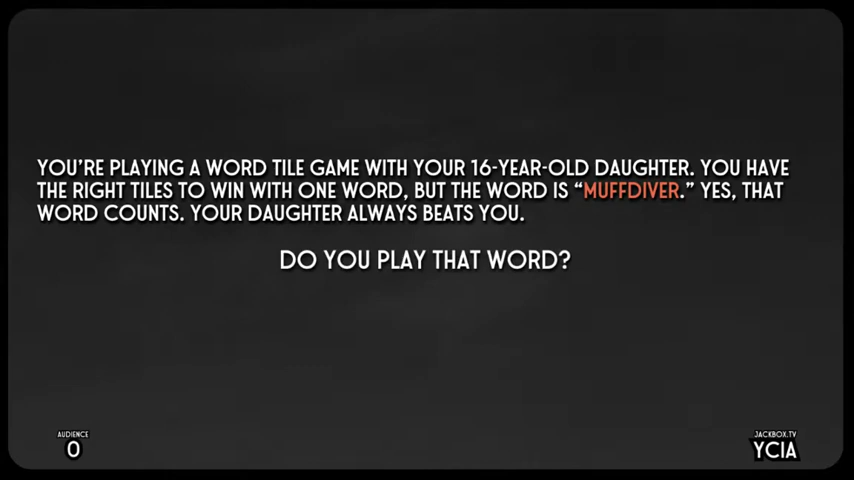 YOU'RE PLAYING A WORD TILE GAME WITH YOUR 16-YEAR-OLD DAUGHTER. YOU HAVE
THE RIGHT TILES TO WIN WITH ONE WORD, BUT THE WORD IS "MUFFDIVER." YES, THAT
WORD COUNTS. YOUR DAUGHTER ALWAYS BEATS YOU.
DO YOU PLAY THAT WORD?
AUDIENCE
0
JACKBOX.TV
YCIA